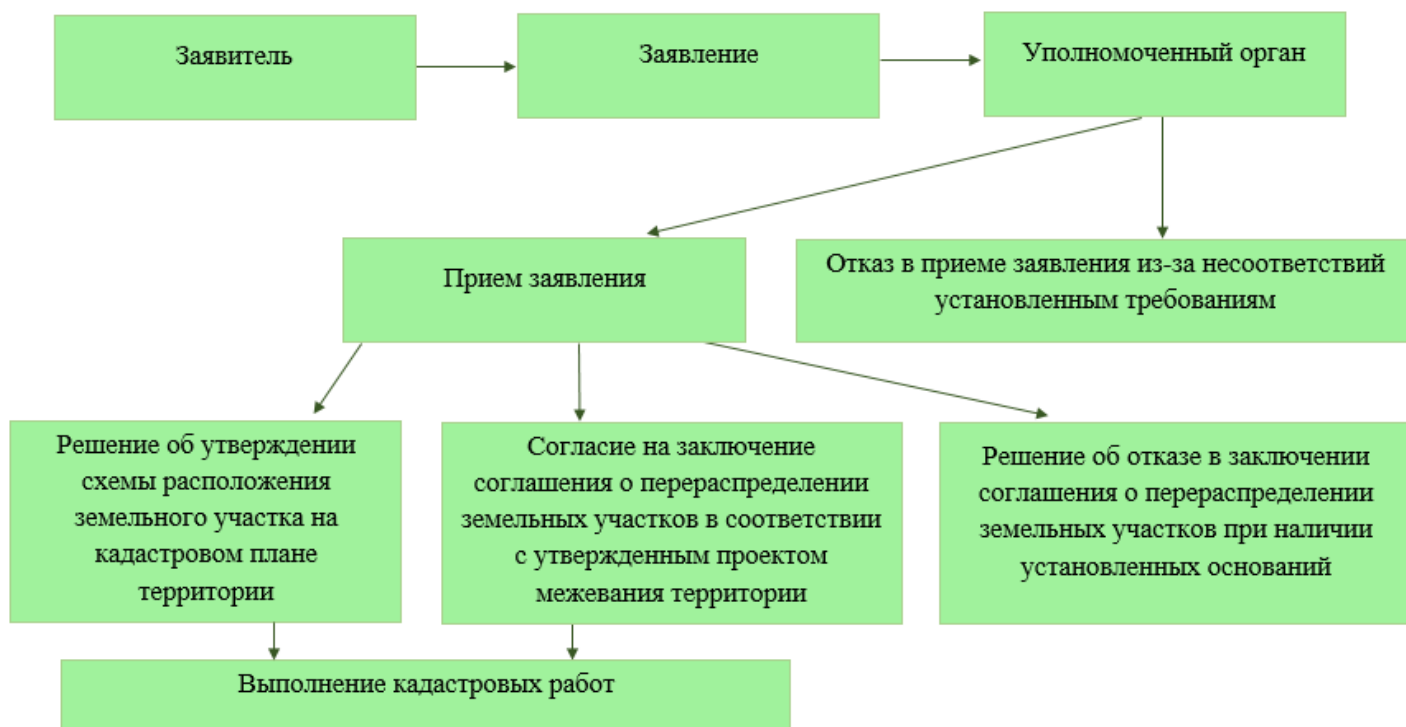 Заявитель
Заявление
Уполномоченный орган
Прием заявления
Отказ в приеме заявления из-за несоответствий
установленным требованиям
Решение об утверждении
схемы расположения
земельного участка на
кадастровом плане
территории
Согласие на заключение
соглашения о перераспределении
земельных участков в соответствии
с утвержденным проектом
межевания территории
Решение об отказе в заключении
соглашения о перераспределении
земельных участков при наличии
установленных оснований
Выполнение кадастровых работ